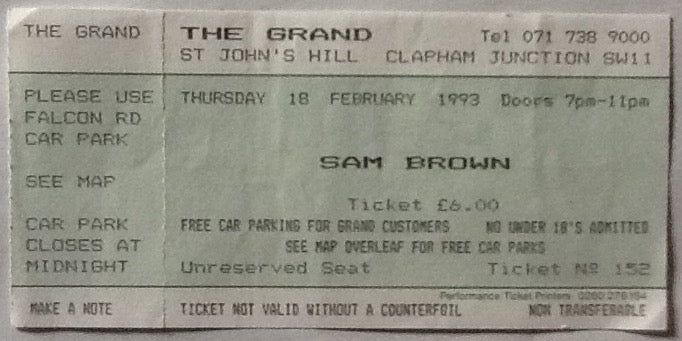 THE GRAND
PLEASE USE
FALCON RD
CAR PARK
SEE MAP
CAR PARK
CLOSES AT
MIDNIGHT
MAKE A NOTE
THE GRAND Tel 071 738 9000
ST JOHN'S HILL CLAPHAM JUNCTION SW11
THURSDAY 18 FEBRUARY 1993 Doors 7pm-11pm
SAM BROWN
Ticket £6.00
FREE CAR PARKING FOR GRAND CUSTOMERS NO UNDER 18'S ADMITTED
SEE MAP OVERLEAF FOR FREE CAR PARKS
Unreserved Seat Ticket Nº 152
Performance Ticket Printers
TICKET NOT VALID WITHOUT A COUNTERFOIL NON TRANSFERABLE